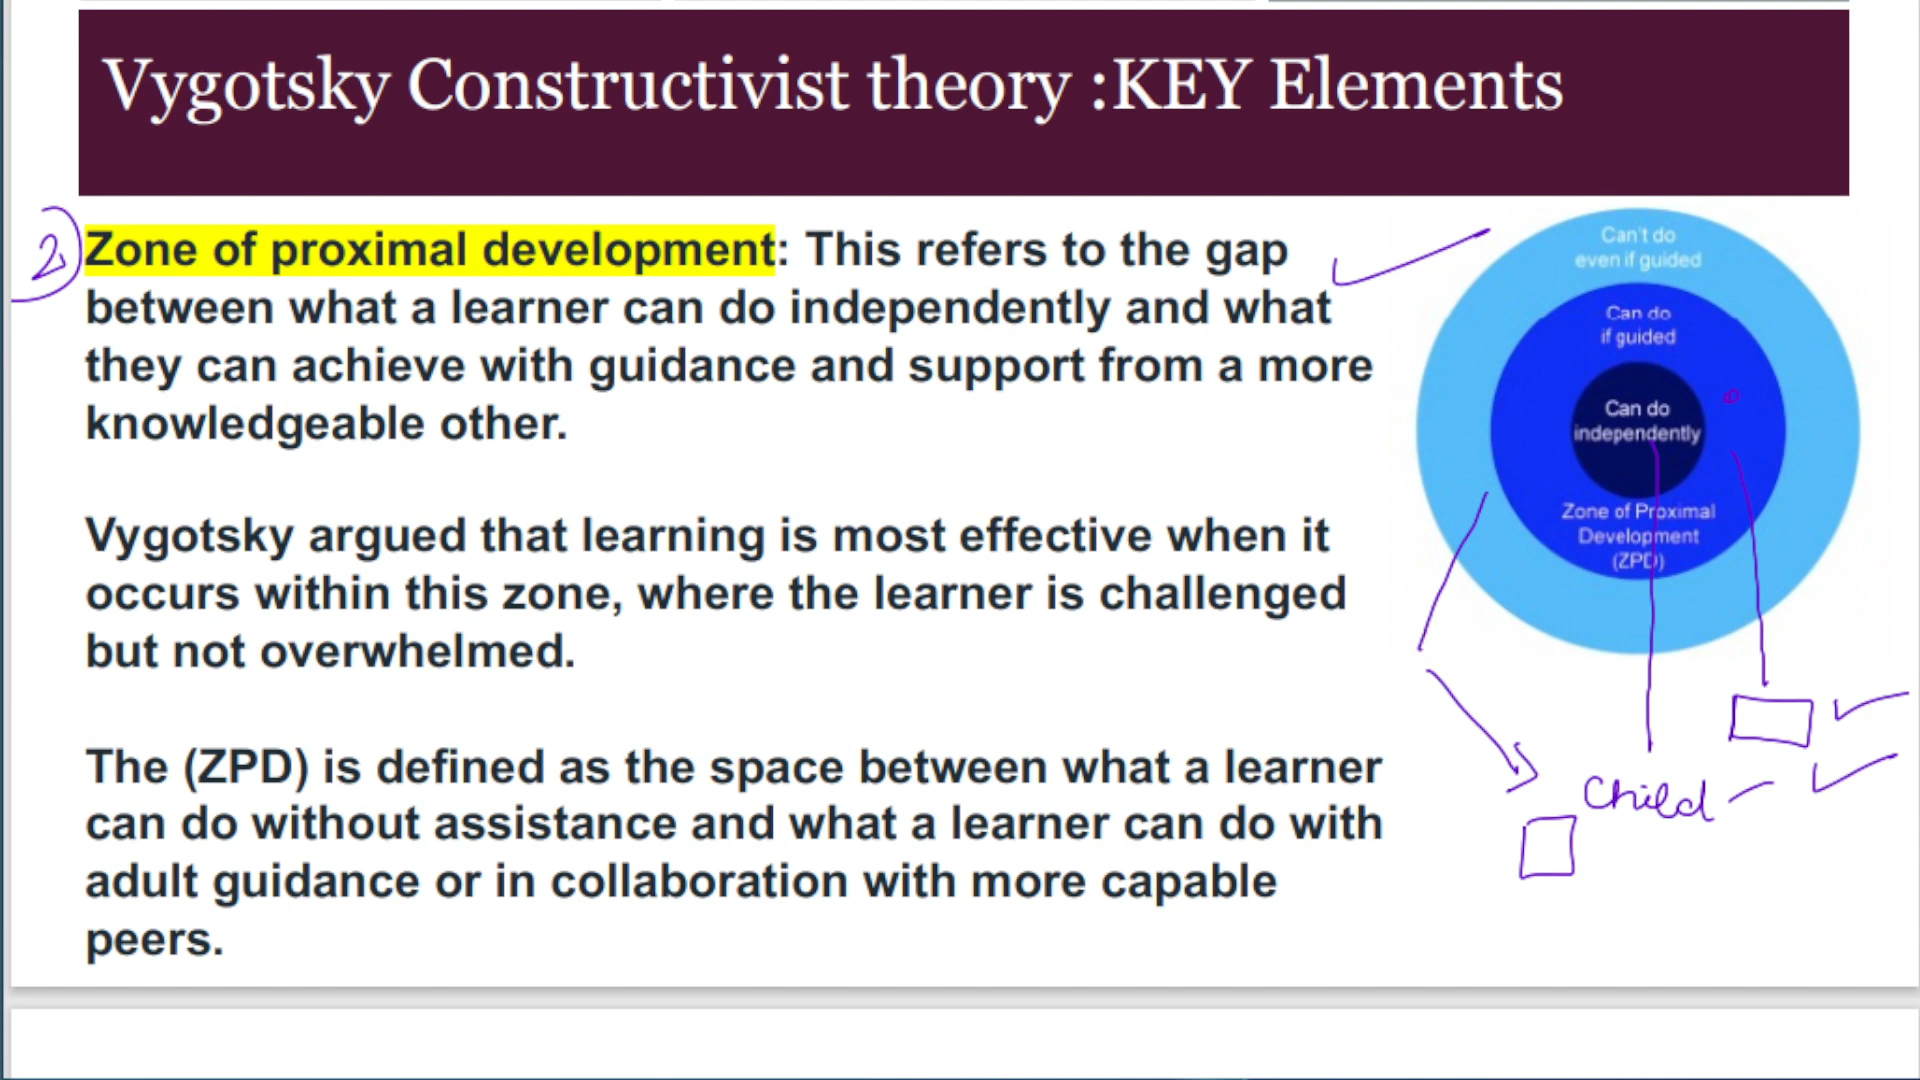 Vygotsky Constructivist theory :KEY Elements
2)
Zone of proximal development: This refers to the gap
between what a learner can do independently and what
they can achieve with guidance and support from a more
knowledgeable other.
Vygotsky argued that learning is most effective when it
occurs within this zone, where the learner is challenged
but not overwhelmed.
The (ZPD) is defined as the space between what a learner
can do without assistance and what a learner can do with
adult guidance or in collaboration with more capable
peers.
Can't do
even if guided
Can do
if guided
Can do
independently
Zone of Proximal
Development
(ZPD)
Child